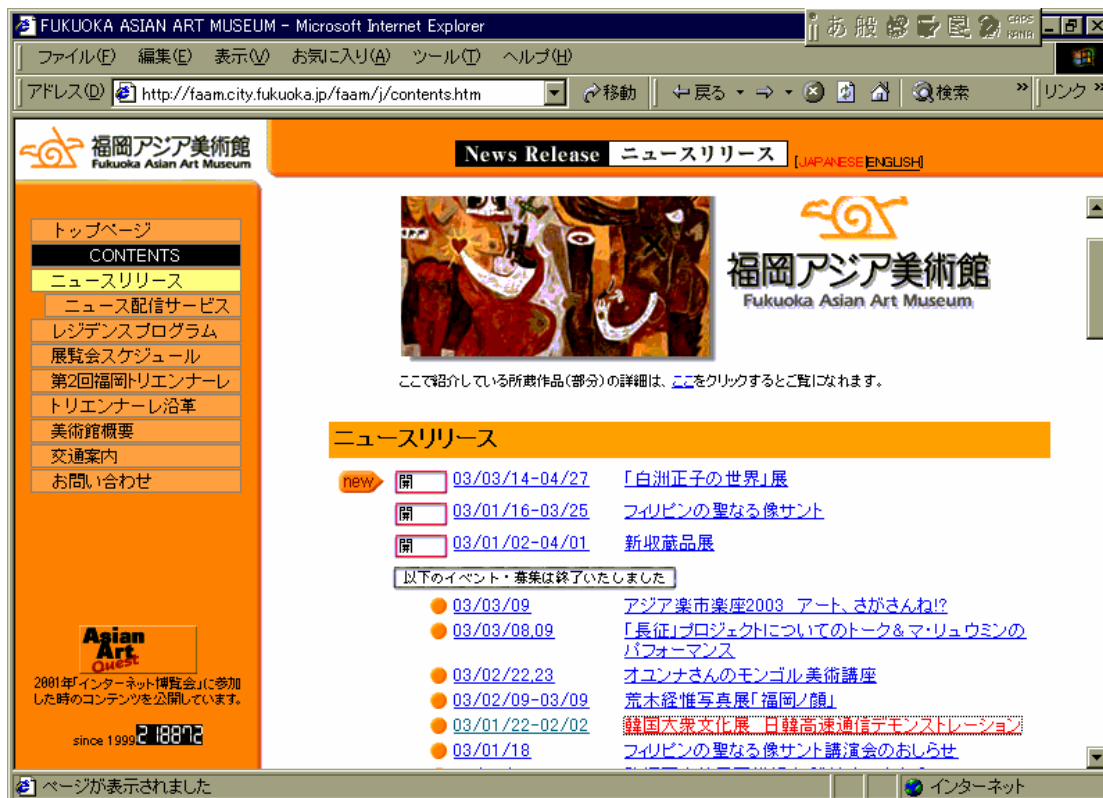 FUKUOKA ASIAN ART MUSEUM - Microsoft Internet Explorer
あ 般 CAPS KANA
ファイル(F) 編集(E) 表示(V) お気に入り(A) ツール(T) ヘルプ(H)
アドレス(D) http://faam.city.fukuoka.jp/faam/j/contents.htm 移動 戻る 検索 » リンク »
福岡アジア美術館
Fukuoka Asian Art Museum
News Release ニュースリリース [JAPANESE|ENGLISH]
トップページ
CONTENTS
ニュースリリース
ニュース配信サービス
レジデンスプログラム
展覧会スケジュール
第2回福岡トリエンナーレ
トリエンナーレ沿革
美術館概要
交通案内
お問い合わせ
Asian
Art
Quest
2001年「インターネット博覧会」に参加
した時のコンテンツを公開しています。
since 1999 218872
福岡アジア美術館
Fukuoka Asian Art Museum
ここで紹介している所蔵作品(部分)の詳細は、ここをクリックするとご覧になれます。
ニュースリリース
new 開 03/03/14-04/27 「白洲正子の世界」展
開 03/01/16-03/25 フィリピンの聖なる像サント
開 03/01/02-04/01 新収蔵品展
以下のイベント・募集は終了いたしました
03/03/09 アジア楽市楽座2003 アート、さがさんね!?
03/03/08,09 「長征」プロジェクトについてのトーク&マ・リュウミンの
パフォーマンス
03/02/22,23 オユンナさんのモンゴル美術講座
03/02/09-03/09 荒木経惟写真展「福岡ノ顔」
03/01/22-02/02 韓国大衆文化展 日韓高速通信デモンストレーション
03/01/18 フィリピンの聖なる像サント講演会のおしらせ
ページが表示されました インターネット